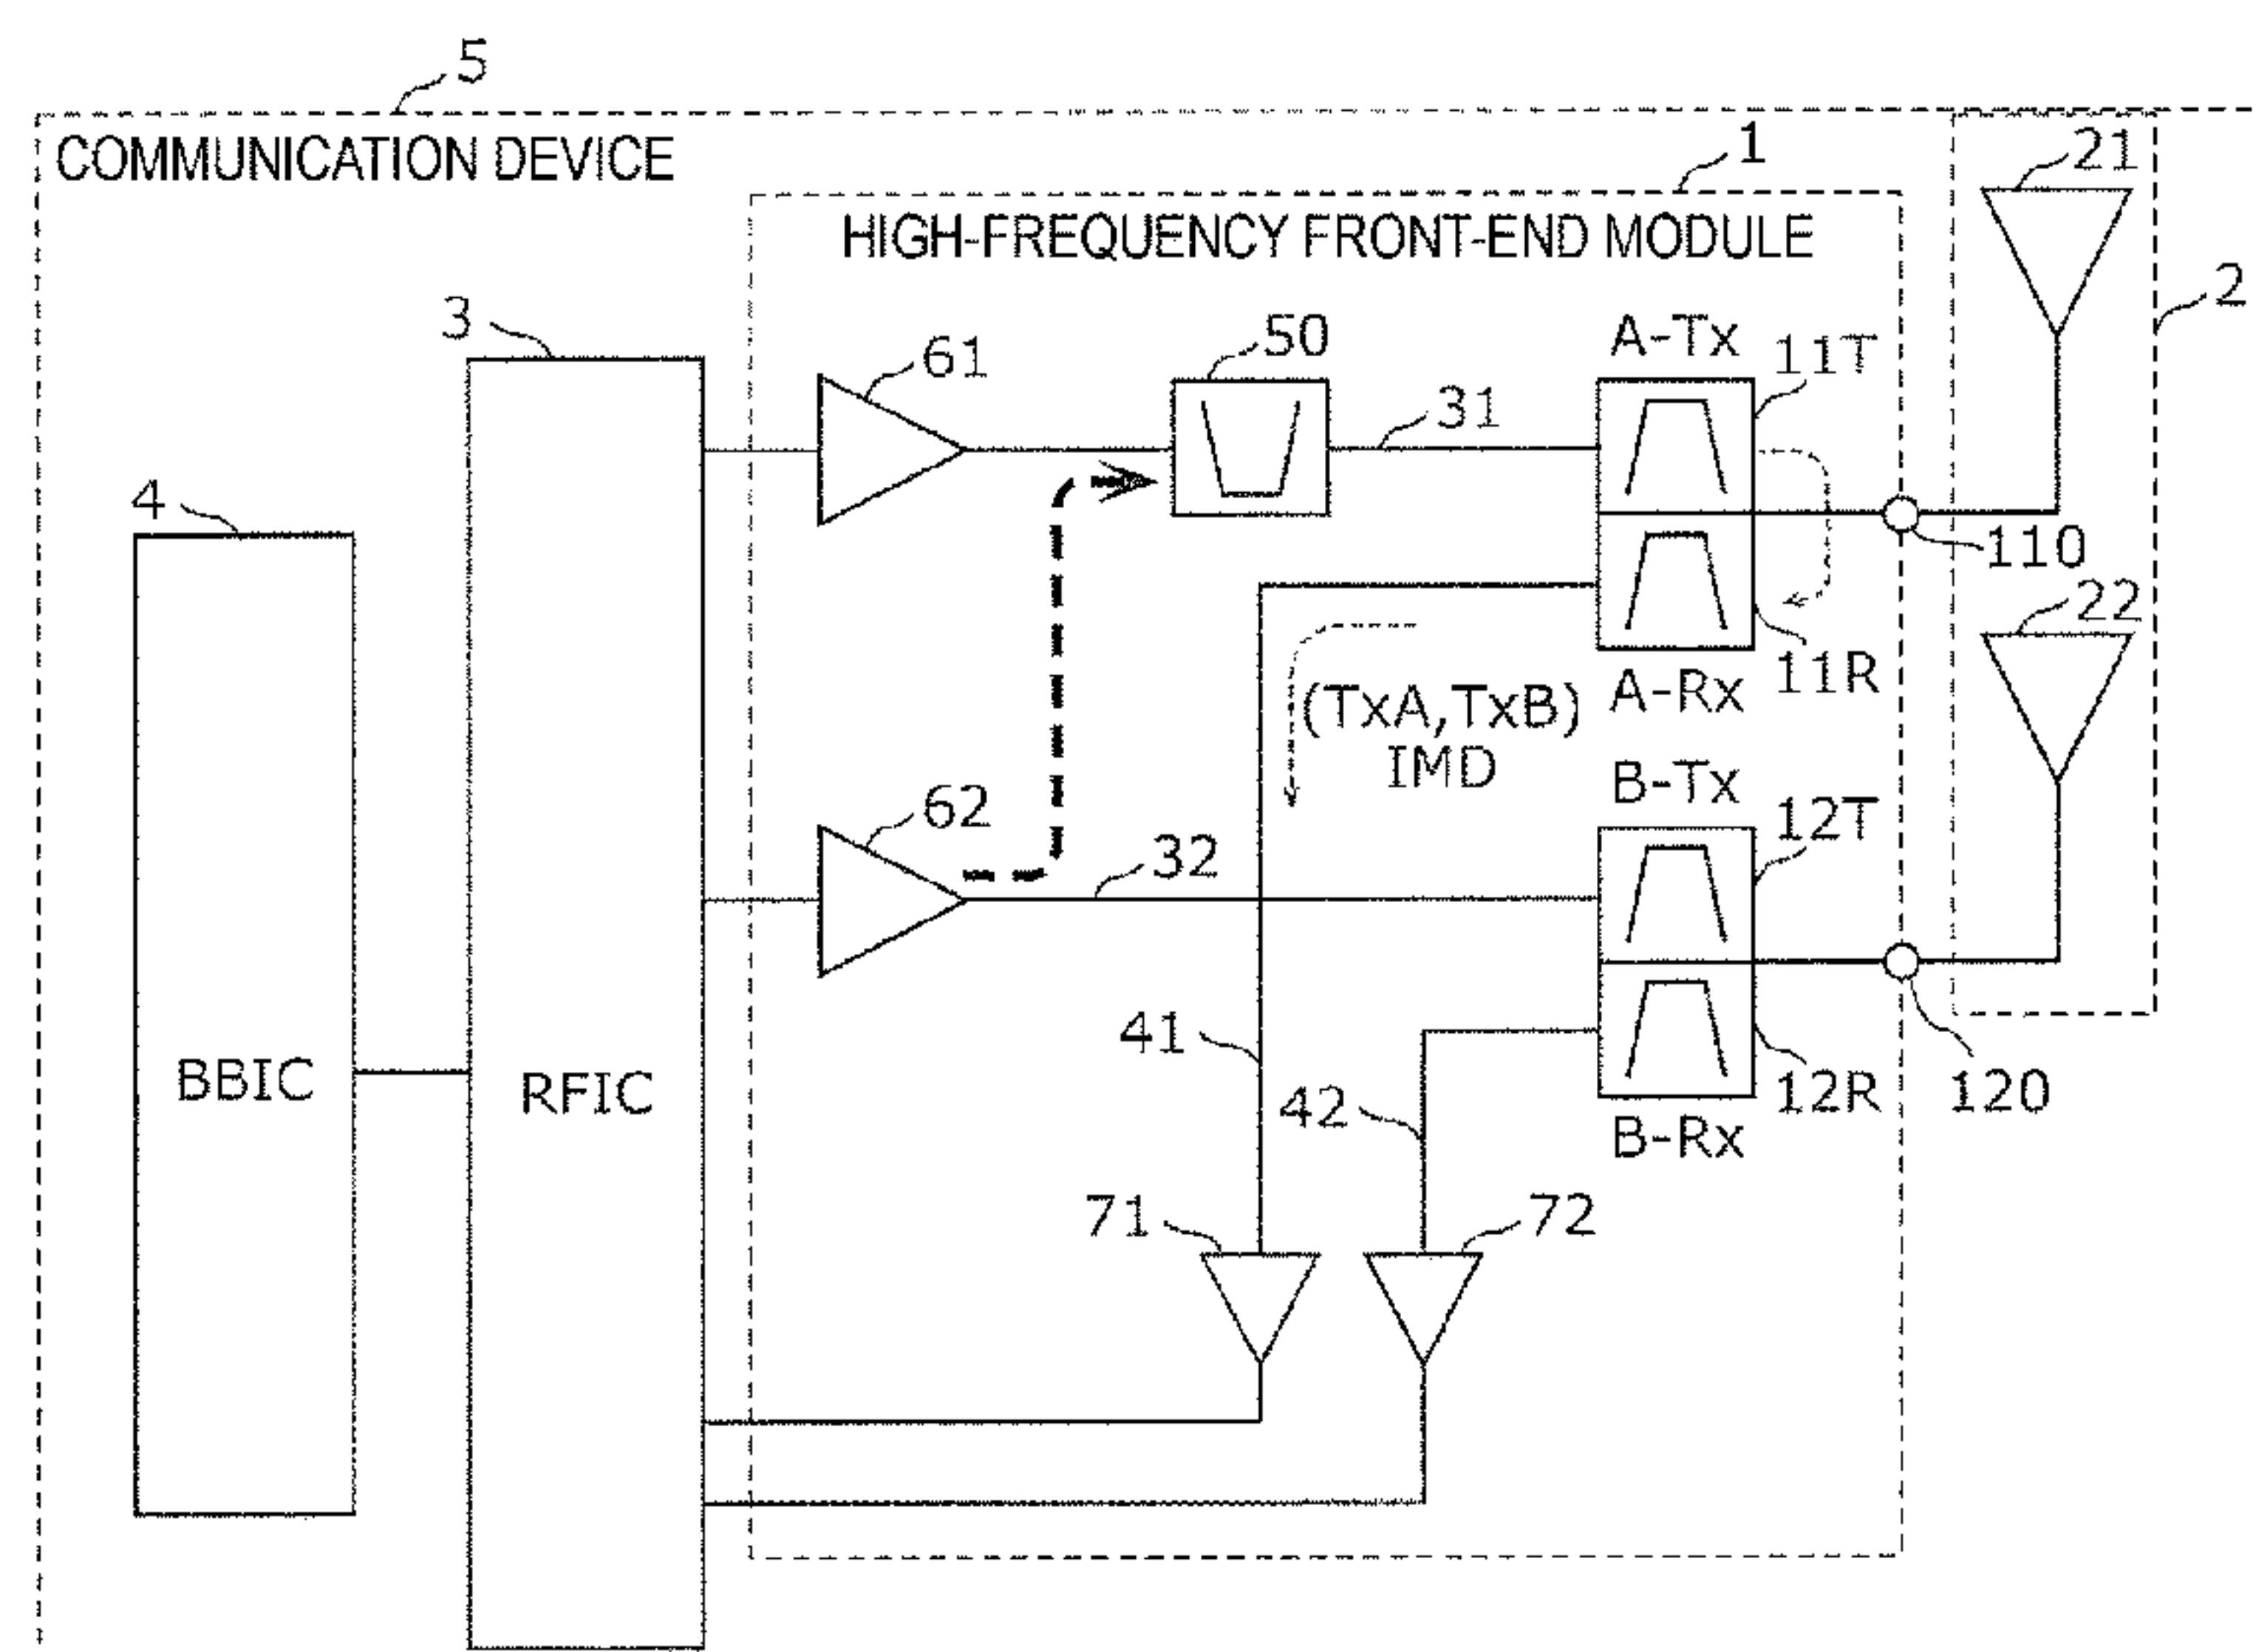 5
COMMUNICATION DEVICE
1
21
HIGH-FREQUENCY FRONT-END MODULE
2
3
61
50
A-Tx
11T
31
4
110
22
A-Rx
11R
(TxA,TxB)
IMD
B-Tx
62
12T
32
41
BBIC
RFIC
42
12R
120
B-Rx
71
72